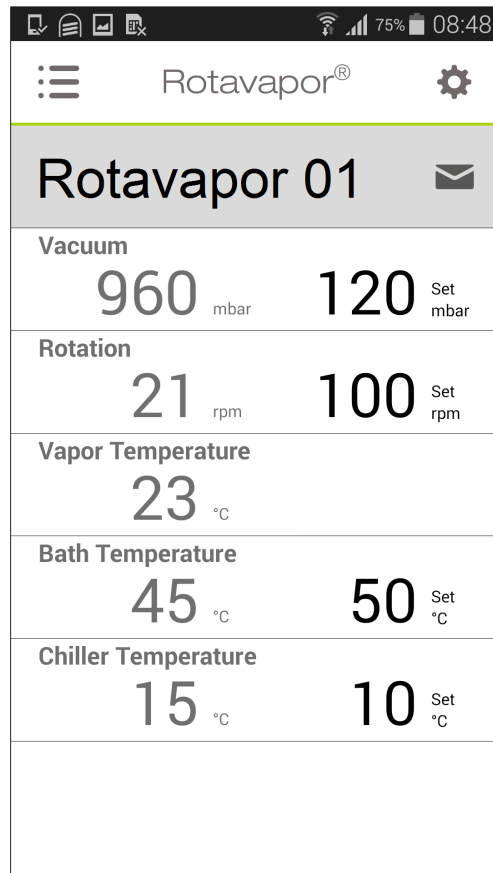 75% 08:48
Rotavapor®
Rotavapor 01
Vacuum
960 mbar 120 Set mbar
Rotation
21 rpm 100 Set rpm
Vapor Temperature
23 °C
Bath Temperature
45 °C 50 Set °C
Chiller Temperature
15 °C 10 Set °C